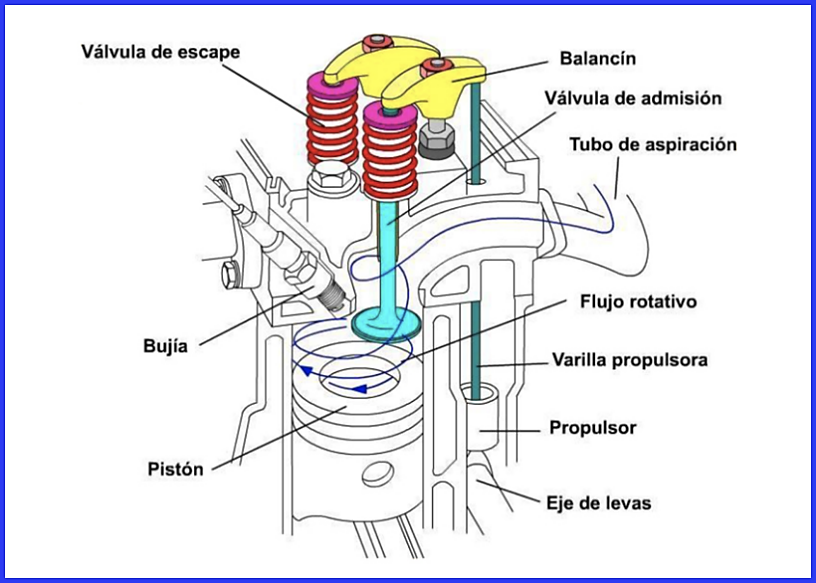 Válvula de escape
Balancín
Válvula de admisión
Tubo de aspiración
Flujo rotativo
Bujía
Varilla propulsora
Propulsor
Pistón
Eje de levas